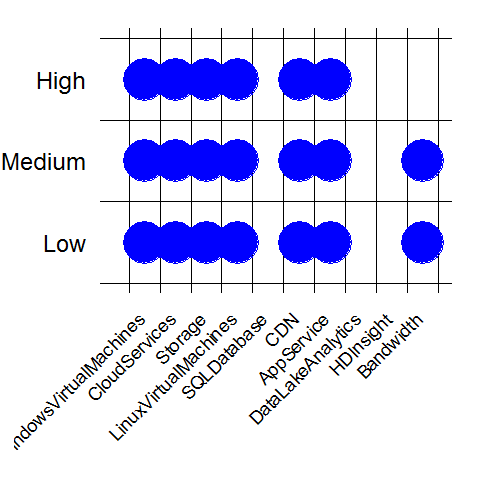 High
Medium
Low
ndowsVirtualMachines
CloudServices
Storage
LinuxVirtualMachines
SQLDatabase
CDN
AppService
DataLakeAnalytics
HDInsight
Bandwidth